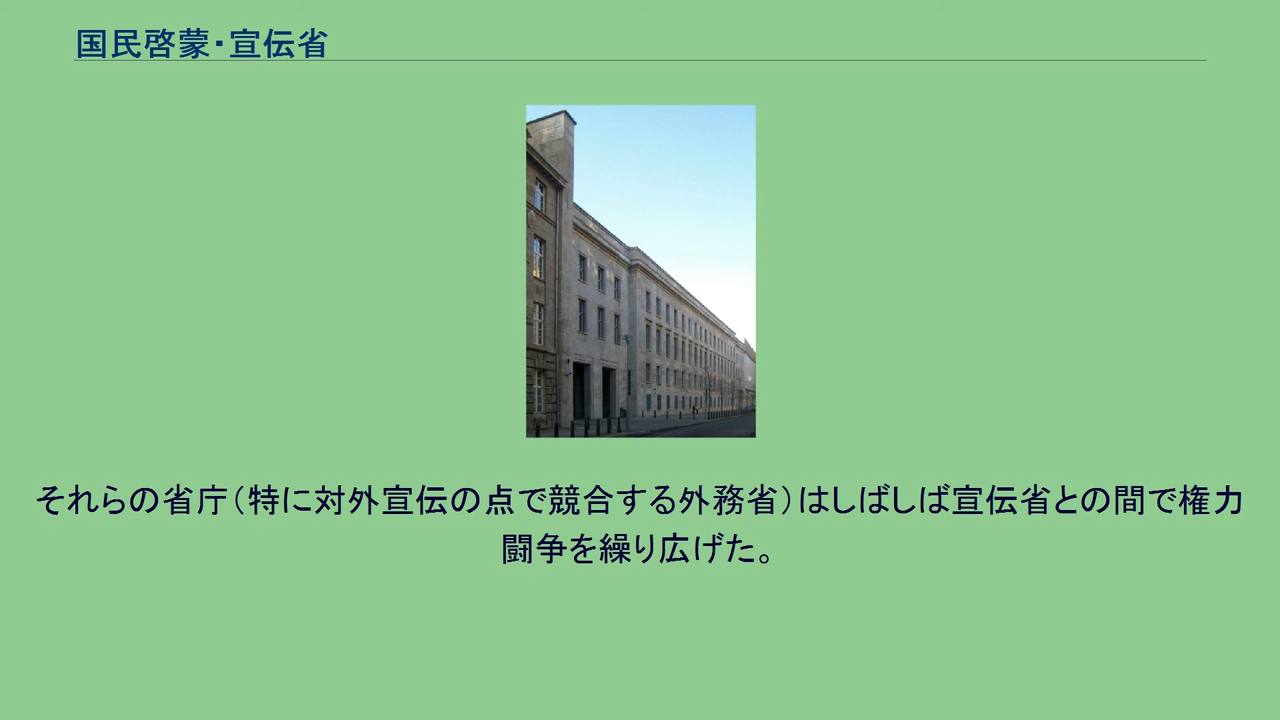 国民啓蒙・宣伝省
それらの省庁（特に対外宣伝の点で競合する外務省）はしばしば宣伝省との間で権力
闘争を繰り広げた。